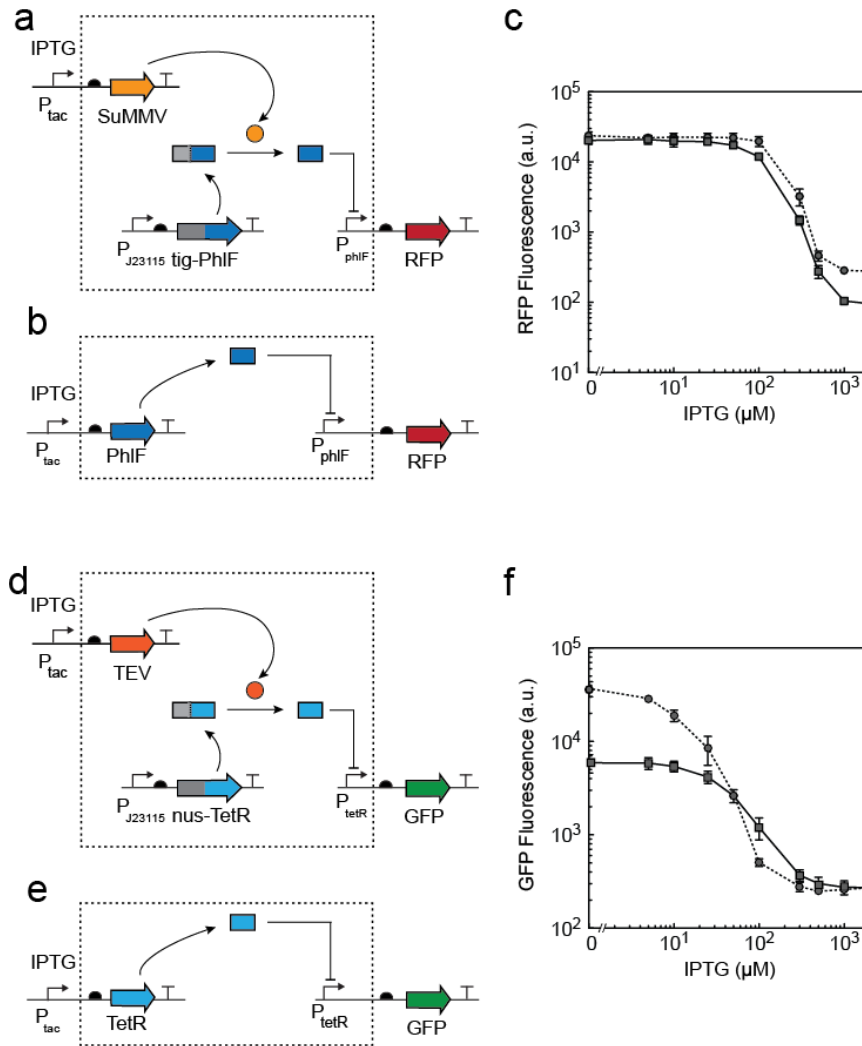 a
IPTG
P tac
SuMMV
P J23115 tig-PhlF
P phlF
RFP
b
IPTG
P tac
PhlF
P phlF
RFP
c
RFP Fluorescence (a.u.)
10^5
10^4
10^3
10^2
10^1
0
10^1
10^2
10^3
IPTG (µM)
d
IPTG
P tac
TEV
P J23115 nus-TetR
P tetR
GFP
e
IPTG
P tac
TetR
P tetR
GFP
f
GFP Fluorescence (a.u.)
10^5
10^4
10^3
10^2
0
10^1
10^2
10^3
IPTG (µM)